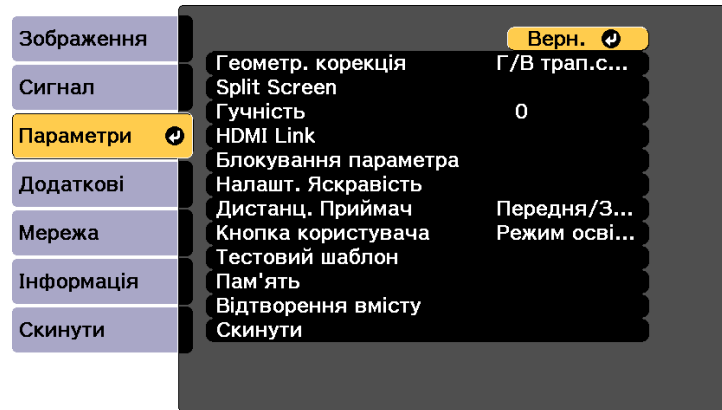 Зображення
Сигнал
Параметри
Додаткові
Мережа
Інформація
Скинути
Верн.
Геометр. корекція Г/В трап.с...
Split Screen
Гучність 0
HDMI Link
Блокування параметра
Налашт. Яскравість
Дистанц. Приймач Передня/З...
Кнопка користувача Режим осві...
Тестовий шаблон
Пам'ять
Відтворення вмісту
Скинути